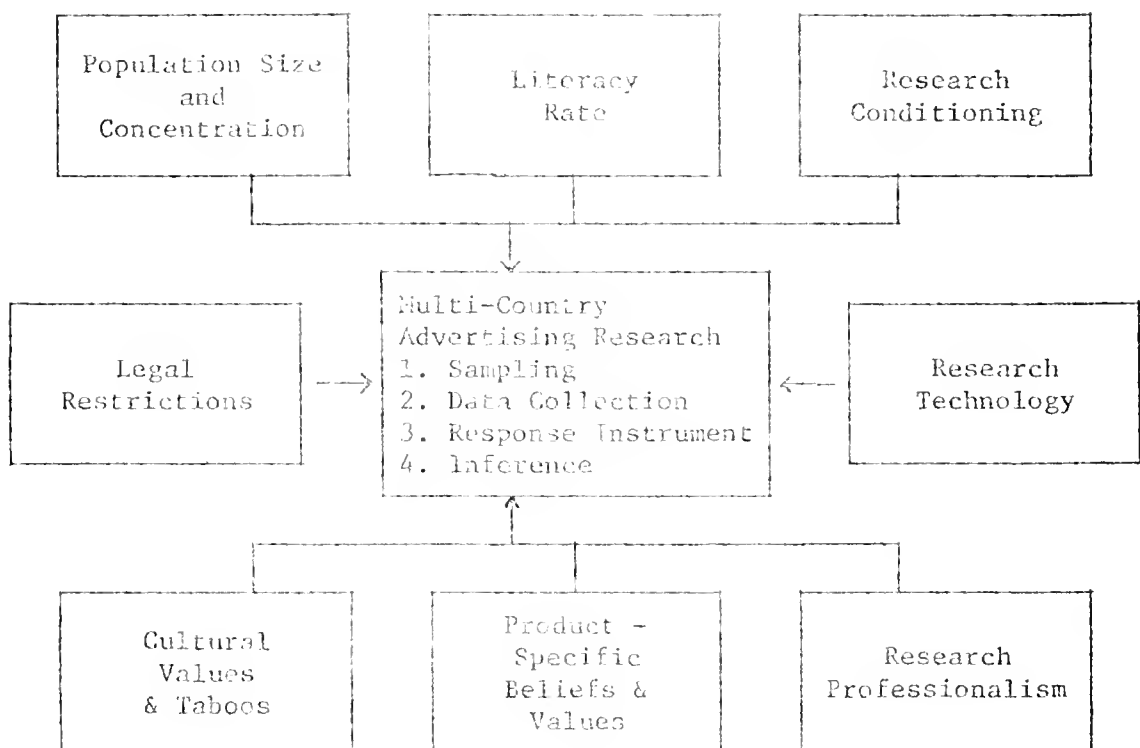 Population Size
and
Concentration
Literacy
Rate
Research
Conditioning
Multi-Country
Advertising Research
1. Sampling
2. Data Collection
3. Response Instrument
4. Inference
Legal
Restrictions
Research
Technology
Cultural
Values
& Taboos
Product -
Specific
Beliefs &
Values
Research
Professionalism